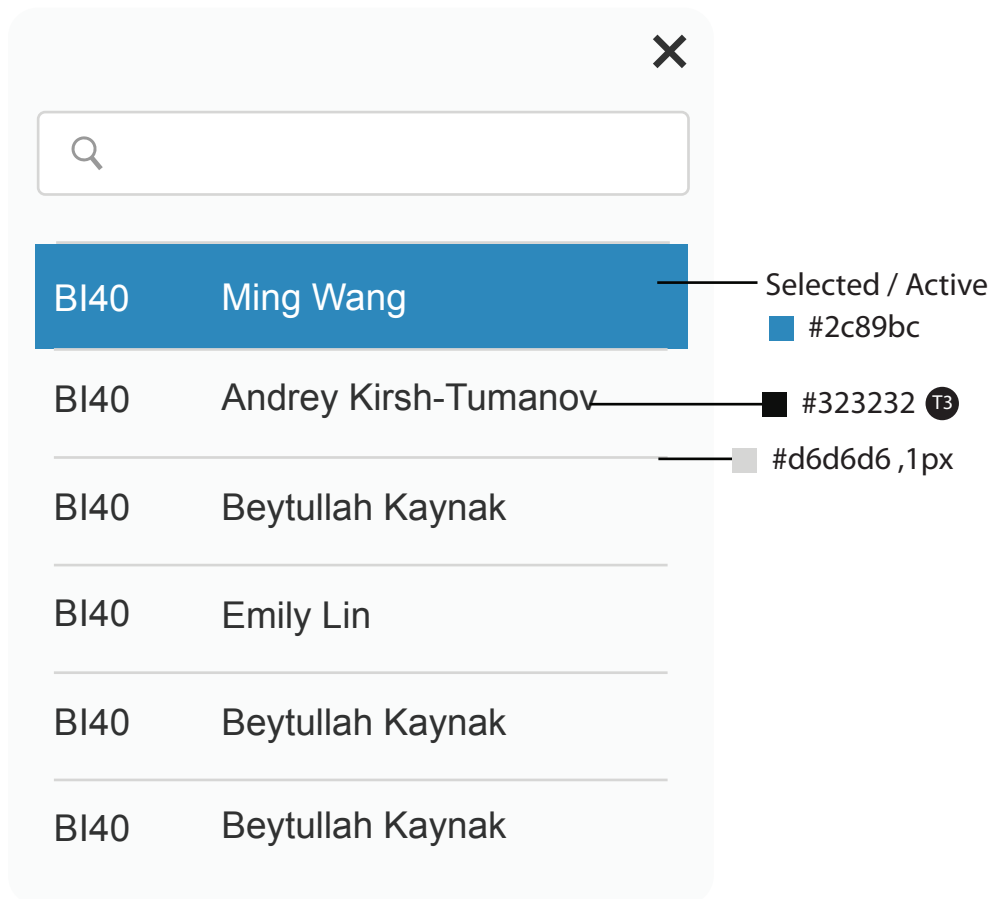 BI40 Ming Wang
Selected / Active
#2c89bc
BI40 Andrey Kirsh-Tumanov
#323232 T3
#d6d6d6 ,1px
BI40 Beytullah Kaynak
BI40 Emily Lin
BI40 Beytullah Kaynak
BI40 Beytullah Kaynak